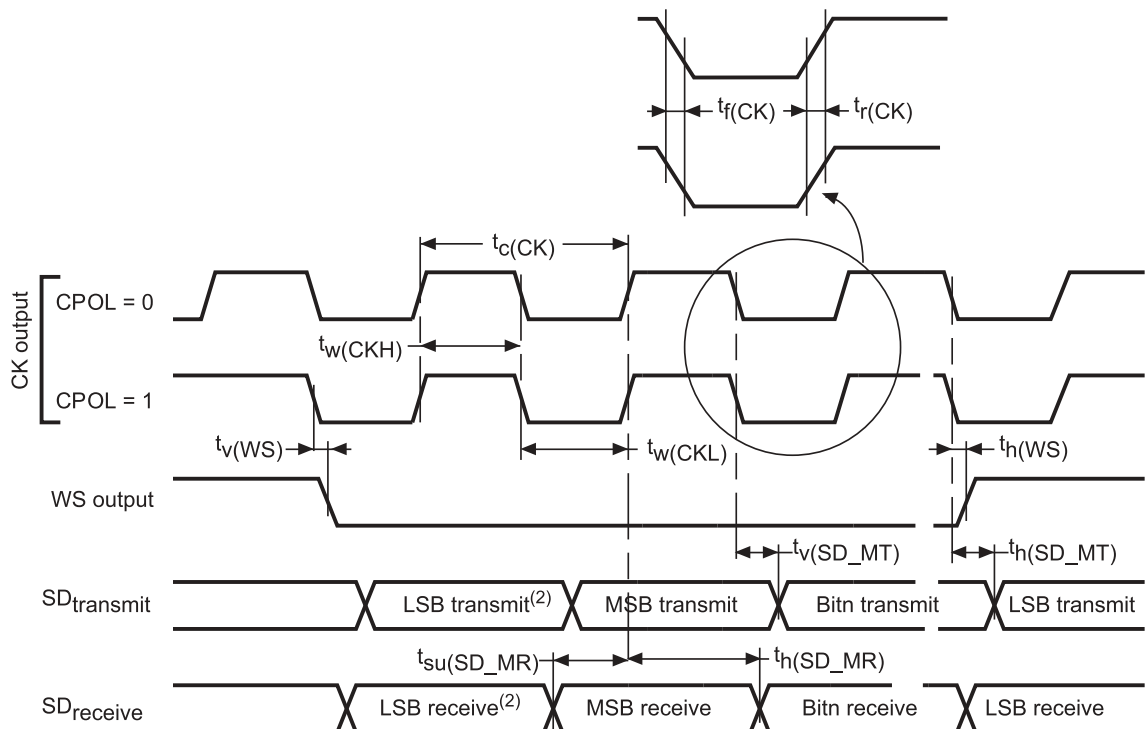 tf(CK)
tr(CK)
tc(CK)
CK output
CPOL = 0
tw(CKH)
CPOL = 1
tv(WS)
tw(CKL)
th(WS)
WS output
tv(SD_MT)
th(SD_MT)
SDtransmit
LSB transmit(2)
MSB transmit
Bitn transmit
LSB transmit
tsu(SD_MR)
th(SD_MR)
SDreceive
LSB receive(2)
MSB receive
Bitn receive
LSB receive